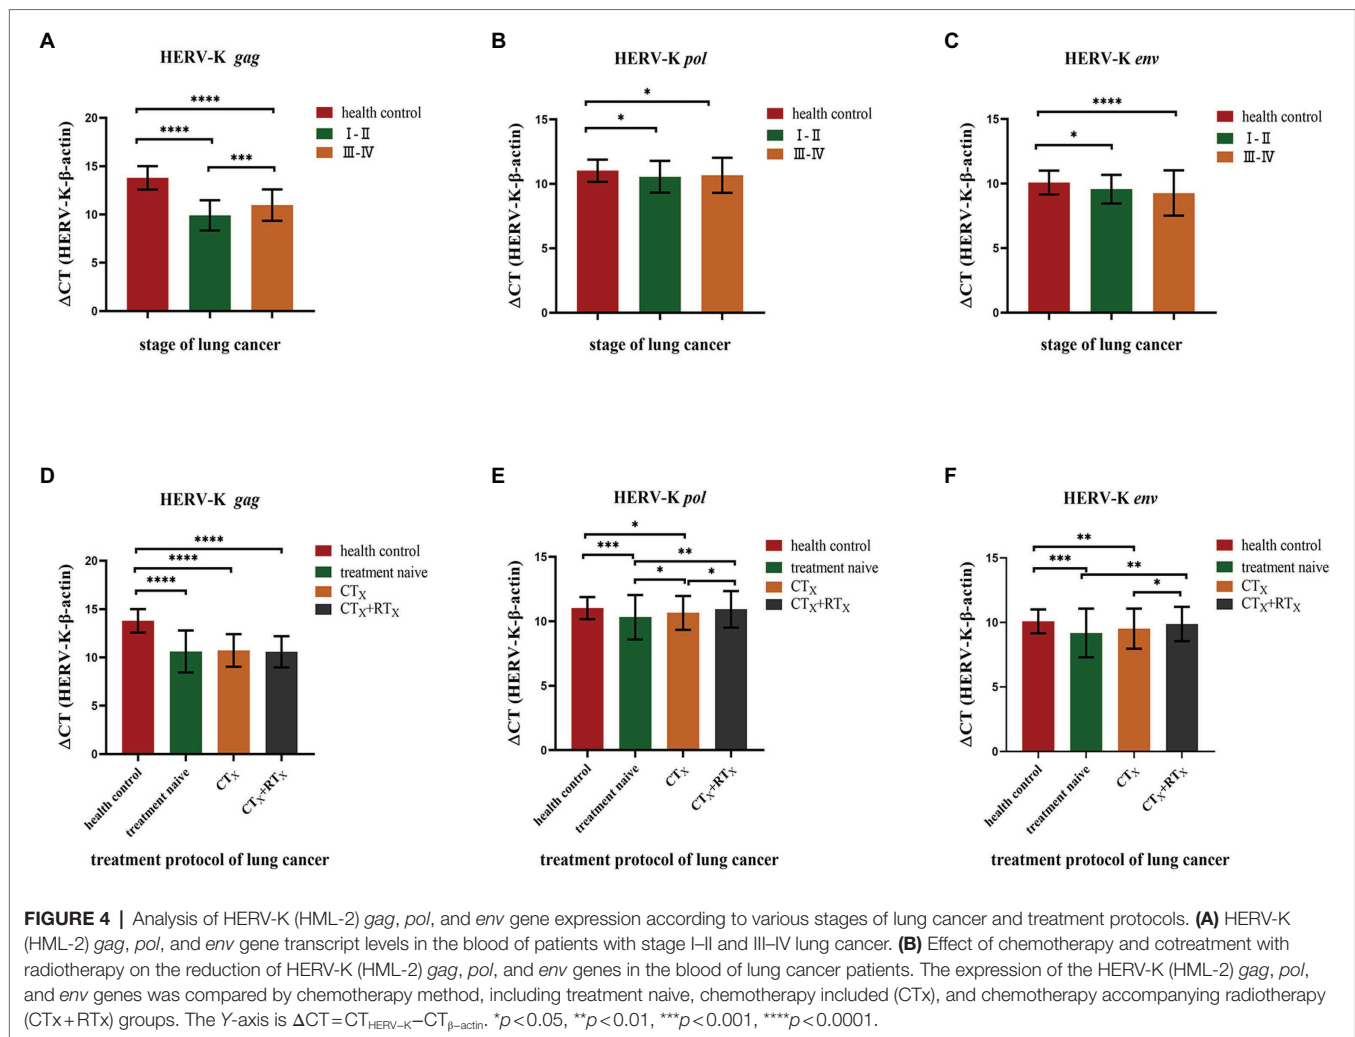 A
HERV-K gag
ΔCT (HERV-K-β-actin)
20
15
10
5
0
****
****
***
health control
I-II
III-IV
stage of lung cancer
B
HERV-K pol
ΔCT (HERV-K-β-actin)
15
10
5
0
*
*
health control
I-II
III-IV
stage of lung cancer
C
HERV-K env
ΔCT (HERV-K-β-actin)
15
10
5
0
****
*
health control
I-II
III-IV
stage of lung cancer
D
HERV-K gag
ΔCT (HERV-K-β-actin)
20
15
10
5
0
****
****
****
health control
treatment naive
CTX
CTX+RTX
health control
treatment naive
CTX
CTX+RTX
treatment protocol of lung cancer
E
HERV-K pol
ΔCT (HERV-K-β-actin)
15
10
5
0
*
***
**
*
*
health control
treatment naive
CTX
CTX+RTX
health control
treatment naive
CTX
CTX+RTX
treatment protocol of lung cancer
F
HERV-K env
ΔCT (HERV-K-β-actin)
15
10
5
0
**
***
**
*
health control
treatment naive
CTX
CTX+RTX
health control
treatment naive
CTX
CTX+RTX
treatment protocol of lung cancer
FIGURE 4 | Analysis of HERV-K (HML-2) gag, pol, and env gene expression according to various stages of lung cancer and treatment protocols. (A) HERV-K
(HML-2) gag, pol, and env gene transcript levels in the blood of patients with stage I–II and III–IV lung cancer. (B) Effect of chemotherapy and cotreatment with
radiotherapy on the reduction of HERV-K (HML-2) gag, pol, and env genes in the blood of lung cancer patients. The expression of the HERV-K (HML-2) gag, pol,
and env genes was compared by chemotherapy method, including treatment naive, chemotherapy included (CTx), and chemotherapy accompanying radiotherapy
(CTx+RTx) groups. The Y-axis is ΔCT=CTHERV–K–CTβ–actin. *p<0.05, **p<0.01, ***p<0.001, ****p<0.0001.